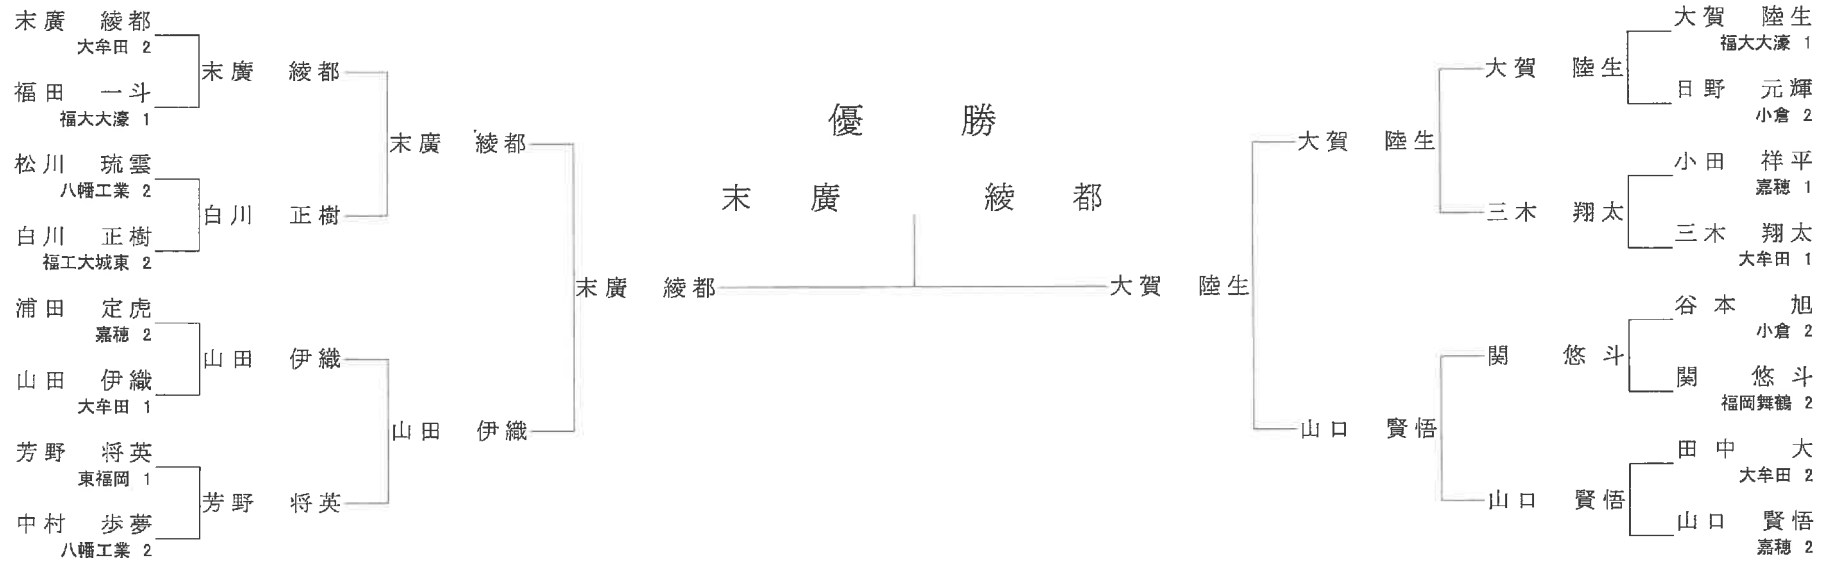 末廣 綾都
大牟田 2
福田 一斗
福大大濠 1
松川 琉雲
八幡工業 2
白川 正樹
福工大城東 2
浦田 定虎
嘉穂 2
山田 伊織
大牟田 1
芳野 将英
東福岡 1
中村 歩夢
八幡工業 2
末廣 綾都
白川 正樹
山田 伊織
芳野 将英
末廣 綾都
山田 伊織
末廣 綾都
優 勝
末 廣 綾 都
大賀 陸生
大賀 陸生
山口 賢悟
大賀 陸生
三木 翔太
関 悠斗
山口 賢悟
大賀 陸生
福大大濠 1
日野 元輝
小倉 2
小田 祥平
嘉穂 1
三木 翔太
大牟田 1
谷本 旭
小倉 2
関 悠斗
福岡舞鶴 2
田中 大
大牟田 2
山口 賢悟
嘉穂 2